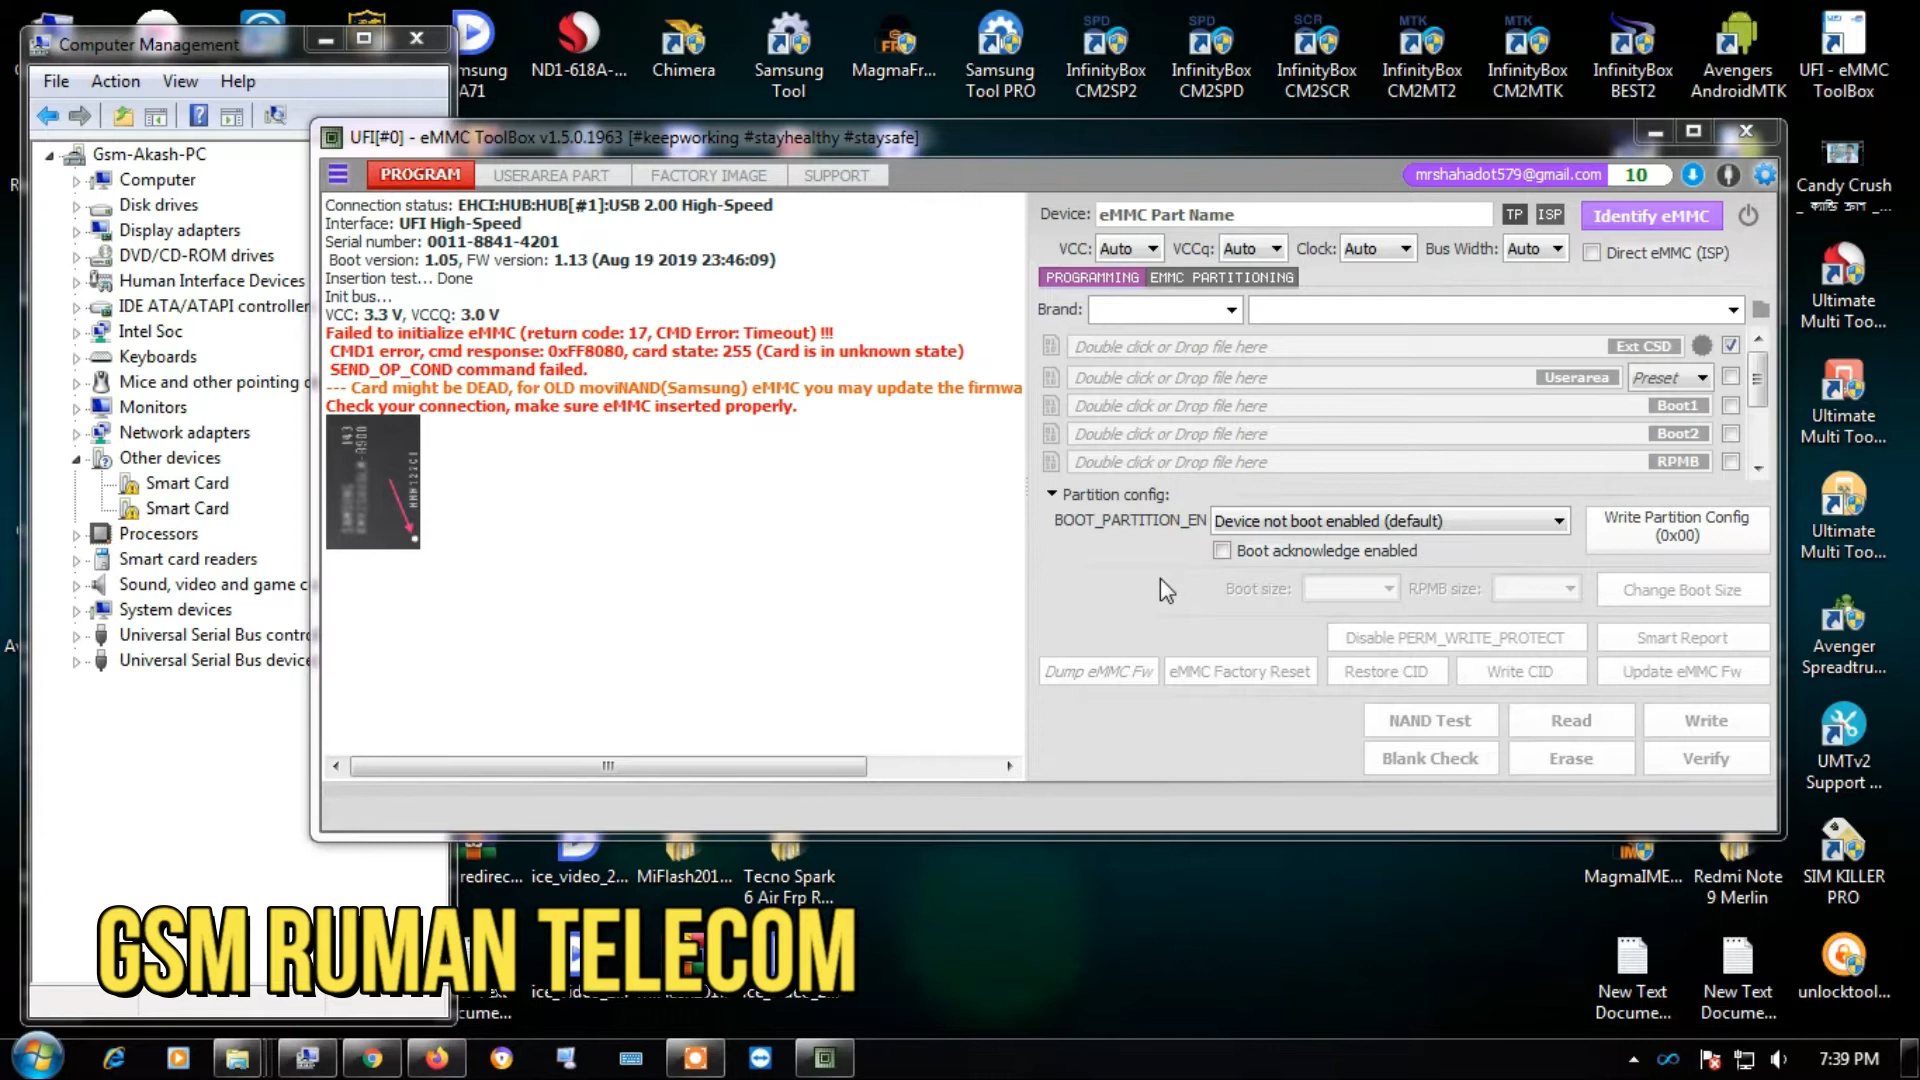 Computer Management
File Action View Help
Gsm-Akash-PC
Computer
Disk drives
Display adapters
DVD/CD-ROM drives
Human Interface Devices
IDE ATA/ATAPI controller
Intel Soc
Keyboards
Mice and other pointing
Monitors
Network adapters
Other devices
Smart Card
Smart Card
Processors
Smart card readers
Sound, video and game c
System devices
Universal Serial Bus contro
Universal Serial Bus device
msung A71
ND1-618A-...
Chimera
Samsung Tool
MagmaFr...
Samsung Tool PRO
InfinityBox CM2SP2
InfinityBox CM2SPD
InfinityBox CM2SCR
InfinityBox CM2MT2
InfinityBox CM2MTK
InfinityBox BEST2
Avengers AndroidMTK
UFI - eMMC ToolBox
UFI[#0] - eMMC ToolBox v1.5.0.1963 [#keepworking #stayhealthy #staysafe]
PROGRAM USERAREA PART FACTORY IMAGE SUPPORT
mrshahadot579@gmail.com 10
Connection status: EHCI:HUB:HUB[#1]:USB 2.00 High-Speed
Interface: UFI High-Speed
Serial number: 0011-8841-4201
Boot version: 1.05, FW version: 1.13 (Aug 19 2019 23:46:09)
Insertion test... Done
Init bus...
VCC: 3.3 V, VCCQ: 3.0 V
Failed to initialize eMMC (return code: 17, CMD Error: Timeout) !!!
CMD1 error, cmd response: 0xFF8080, card state: 255 (Card is in unknown state)
SEND_OP_COND command failed.
--- Card might be DEAD, for OLD moviNAND(Samsung) eMMC you may update the firmwa
Check your connection, make sure eMMC inserted properly.
Device: eMMC Part Name TP ISP Identify eMMC
VCC: Auto VCCq: Auto Clock: Auto Bus Width: Auto Direct eMMC (ISP)
PROGRAMMING EMMC PARTITIONING
Brand:
Double click or Drop file here Ext CSD
Double click or Drop file here Userarea Preset
Double click or Drop file here Boot1
Double click or Drop file here Boot2
Double click or Drop file here RPMB
Partition config:
BOOT_PARTITION_EN Device not boot enabled (default) Write Partition Config (0x00)
Boot acknowledge enabled
Boot size: RPMB size: Change Boot Size
Disable PERM_WRITE_PROTECT Smart Report
Dump eMMC Fw eMMC Factory Reset Restore CID Write CID Update eMMC Fw
NAND Test Read Write
Blank Check Erase Verify
Candy Crush
Ultimate Multi Too...
Ultimate Multi Too...
Ultimate Multi Too...
Avenger Spreadtru...
UMTv2 Support ...
redirec...
ice_video_2...
MiFlash201...
Tecno Spark 6 Air Frp R...
MagmaIME...
Redmi Note 9 Merlin
SIM KILLER PRO
New Text Docume...
New Text Docume...
unlocktool...
GSM RUMAN TELECOM
7:39 PM